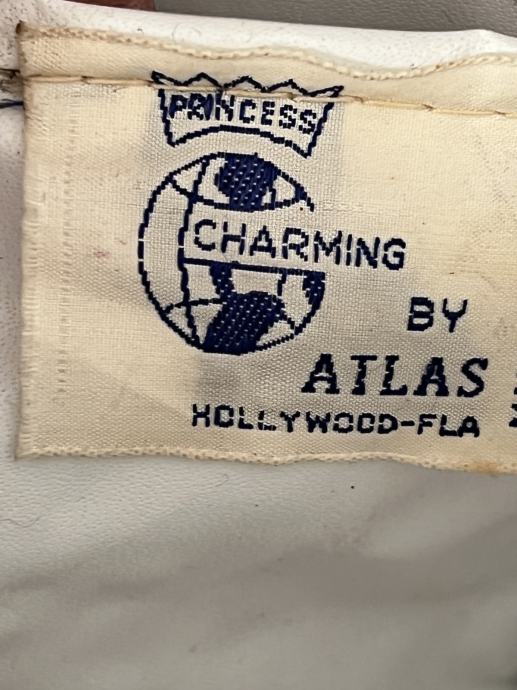 PRINCESS
CHARMING
BY
ATLAS
HOLLYWOOD-FLA